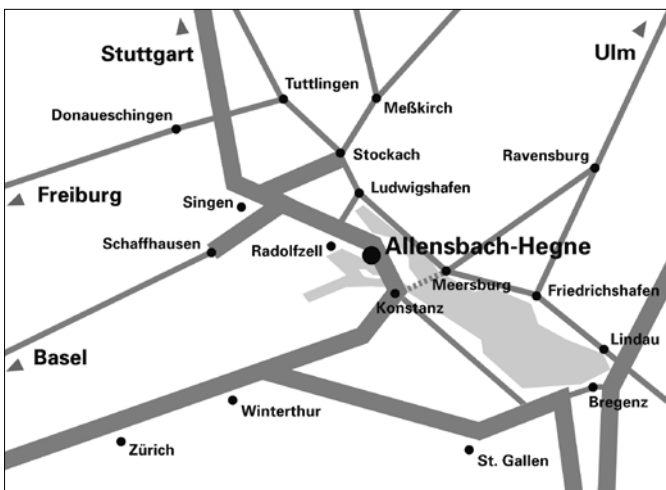 Stuttgart
Ulm
Tuttlingen
Meßkirch
Donaueschingen
Stockach
Ravensburg
Ludwigshafen
Freiburg
Singen
Schaffhausen
Radolfzell
Allensbach-Hegne
Meersburg
Friedrichshafen
Konstanz
Lindau
Basel
Bregenz
Winterthur
Zürich
St. Gallen